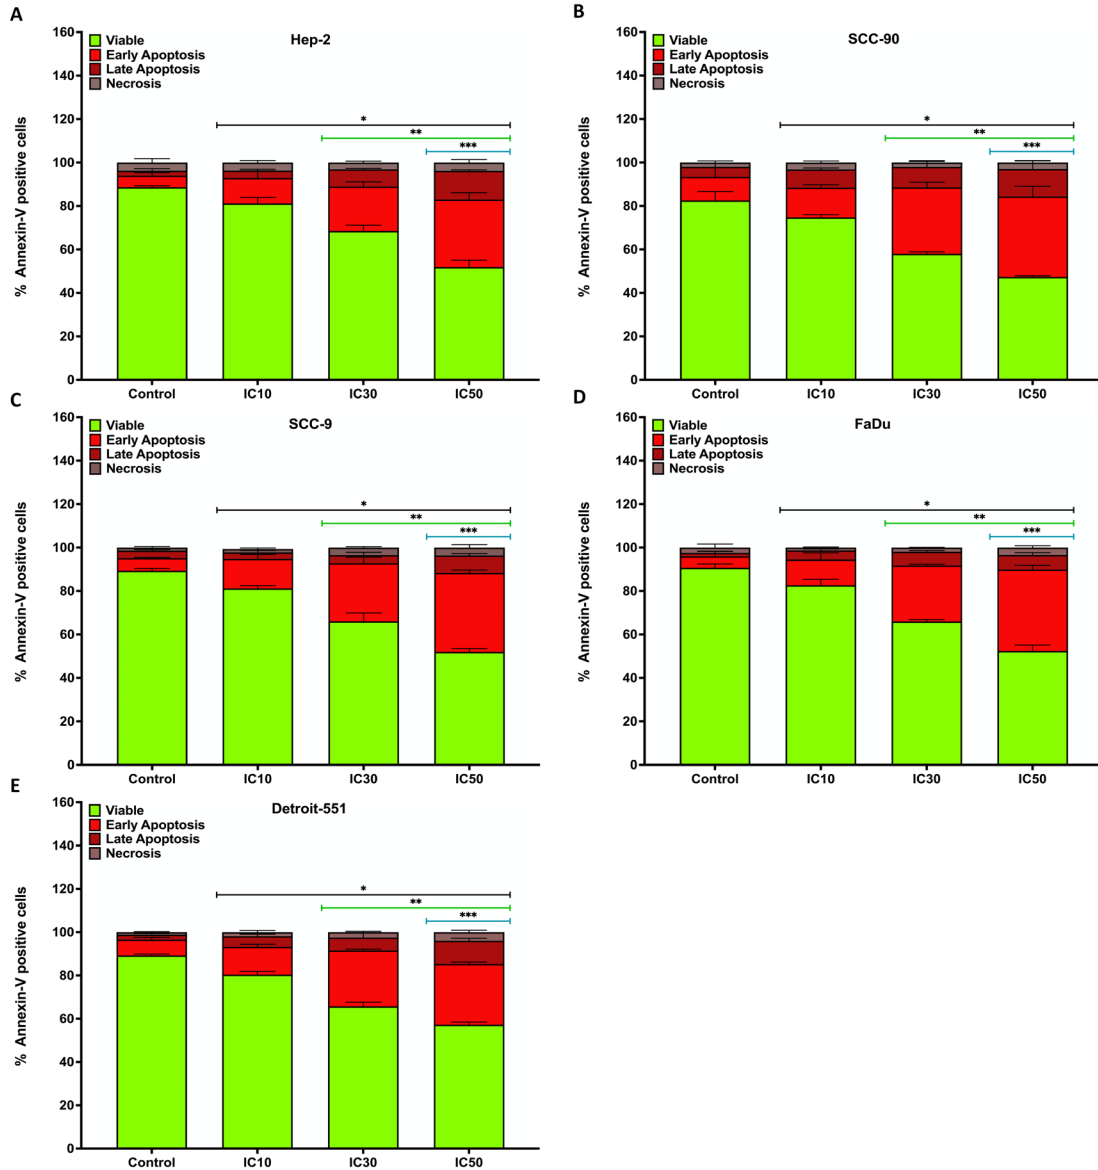 A
Hep-2
Viable
Early Apoptosis
Late Apoptosis
Necrosis
% Annexin-V positive cells
160
140
120
100
80
60
40
20
0
*
**
***
Control IC10 IC30 IC50
B
SCC-90
Viable
Early Apoptosis
Late Apoptosis
Necrosis
% Annexin-V positive cells
160
140
120
100
80
60
40
20
0
*
**
***
Control IC10 IC30 IC50
C
SCC-9
Viable
Early Apoptosis
Late Apoptosis
Necrosis
% Annexin-V positive cells
160
140
120
100
80
60
40
20
0
*
**
***
Control IC10 IC30 IC50
D
FaDu
Viable
Early Apoptosis
Late Apoptosis
Necrosis
% Annexin-V positive cells
160
140
120
100
80
60
40
20
0
*
**
***
Control IC10 IC30 IC50
E
Detroit-551
Viable
Early Apoptosis
Late Apoptosis
Necrosis
% Annexin-V positive cells
160
140
120
100
80
60
40
20
0
*
**
***
Control IC10 IC30 IC50